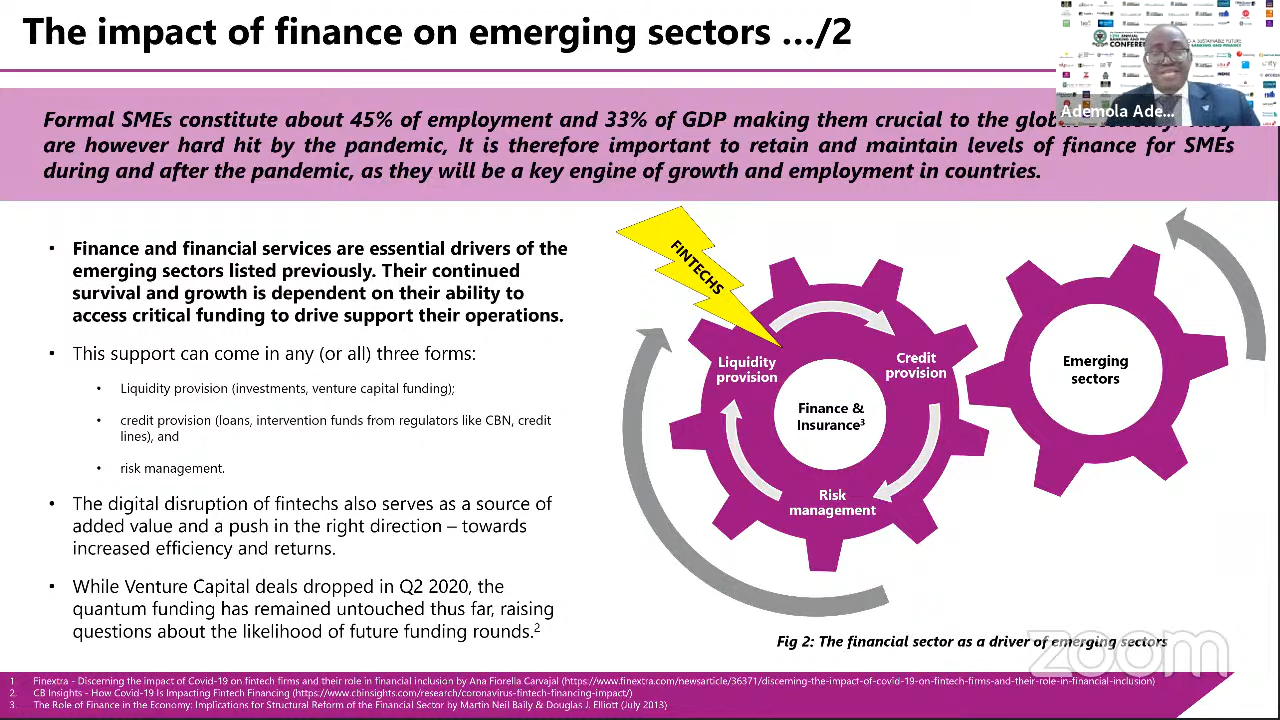 The impact of finance on emerging sectors .../2
Ademola Ade...
Formal SMEs constitute about 45% of employment and 33% of GDP making them crucial to the
are however hard hit by the pandemic, It is therefore important to retain and maintain levels of finance for SMEs
during and after the pandemic, as they will be a key engine of growth and employment in countries.
▪ Finance and financial services are essential drivers of the
emerging sectors listed previously. Their continued
survival and growth is dependent on their ability to
access critical funding to drive support their operations.
▪ This support can come in any (or all) three forms:
• Liquidity provision (investments, venture capital funding);
• credit provision (loans, intervention funds from regulators like CBN, credit
lines), and
• risk management.
▪ The digital disruption of fintechs also serves as a source of
added value and a push in the right direction – towards
increased efficiency and returns.
▪ While Venture Capital deals dropped in Q2 2020, the
quantum funding has remained untouched thus far, raising
questions about the likelihood of future funding rounds.2
FINTECHS
Liquidity
provision
Credit
provision
Finance &
Insurance3
Risk
management
Emerging
sectors
Fig 2: The financial sector as a driver of emerging sectors
zoom
1 Finextra - Discerning the impact of Covid-19 on fintech firms and their role in financial inclusion by Ana Fiorella Carvajal (https://www.finextra.com/newsarticle/36371/discerning-the-impact-of-covid-19-on-fintech-firms-and-their-role-in-financial-inclusion)
2. CB Insights - How Covid-19 Is Impacting Fintech Financing (https://www.cbinsights.com/research/coronavirus-fintech-financing-impact/)
3. The Role of Finance in the Economy: Implications for Structural Reform of the Financial Sector by Martin Neil Baily & Douglas J. Elliott (July 2013)